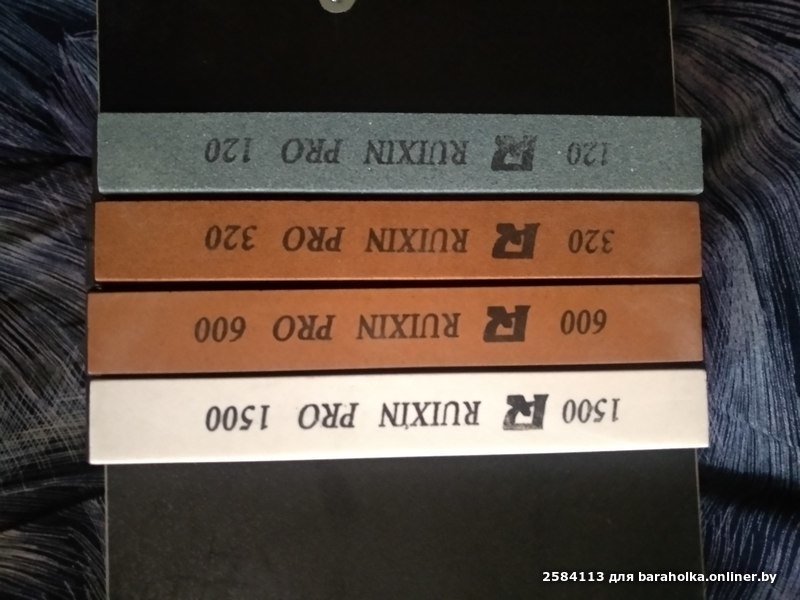 120 R RUIXIN PRO 120
320 R RUIXIN PRO 320
600 R RUIXIN PRO 600
1500 R RUIXIN PRO 1500
2584113 для baraholka.onliner.by